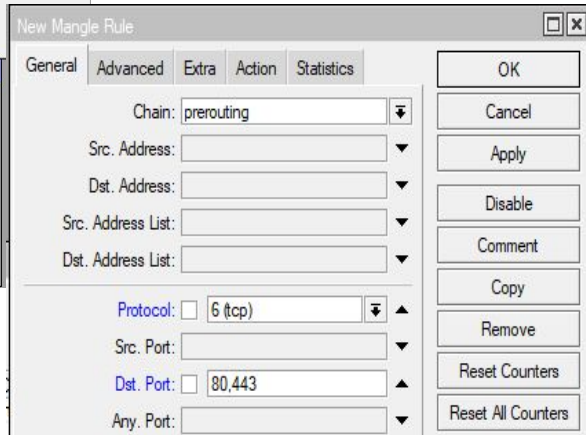 New Mangle Rule
General Advanced Extra Action Statistics
OK
Chain: prerouting
Cancel
Src. Address:
Apply
Dst. Address:
Disable
Src. Address List:
Comment
Dst. Address List:
Copy
Protocol: 6 (tcp)
Remove
Src. Port:
Reset Counters
Dst. Port: 80,443
Reset All Counters
Any. Port: